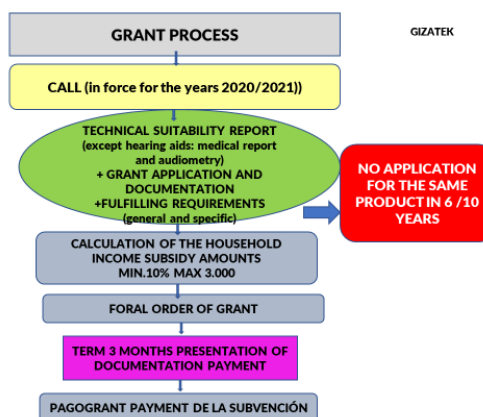 GRANT PROCESS
GIZATEK
CALL (in force for the years 2020/2021))
TECHNICAL SUITABILITY REPORT
(except hearing aids: medical report
and audiometry)
+ GRANT APPLICATION AND
DOCUMENTATION
+FULFILLING REQUIREMENTS
(general and specific)
NO APPLICATION
FOR THE SAME
PRODUCT IN 6 /10
YEARS
CALCULATION OF THE HOUSEHOLD
INCOME SUBSIDY AMOUNTS
MIN.10% MAX 3.000
FORAL ORDER OF GRANT
TERM 3 MONTHS PRESENTATION OF
DOCUMENTATION PAYMENT
PAGOGRANT PAYMENT DE LA SUBVENCIÓN